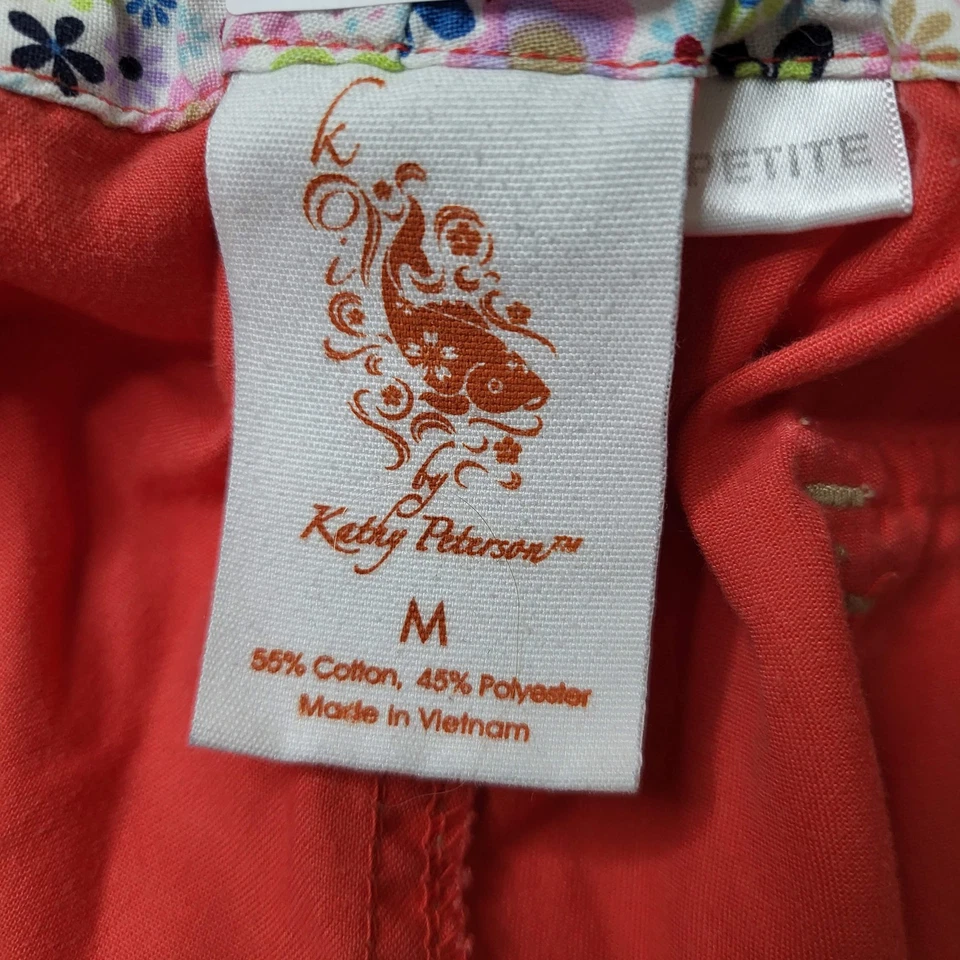 koi
by
Kathy Peterson™
M
55% Cotton, 45% Polyester
Made in Vietnam
PETITE